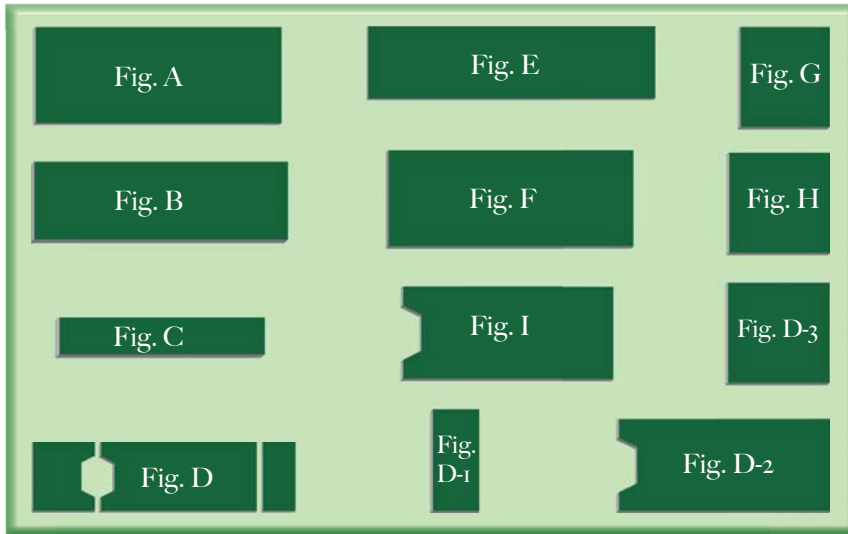 Fig. A
Fig. E
Fig. G
Fig. B
Fig. F
Fig. H
Fig. C
Fig. I
Fig. D-3
Fig. D
Fig.
D-1
Fig. D-2